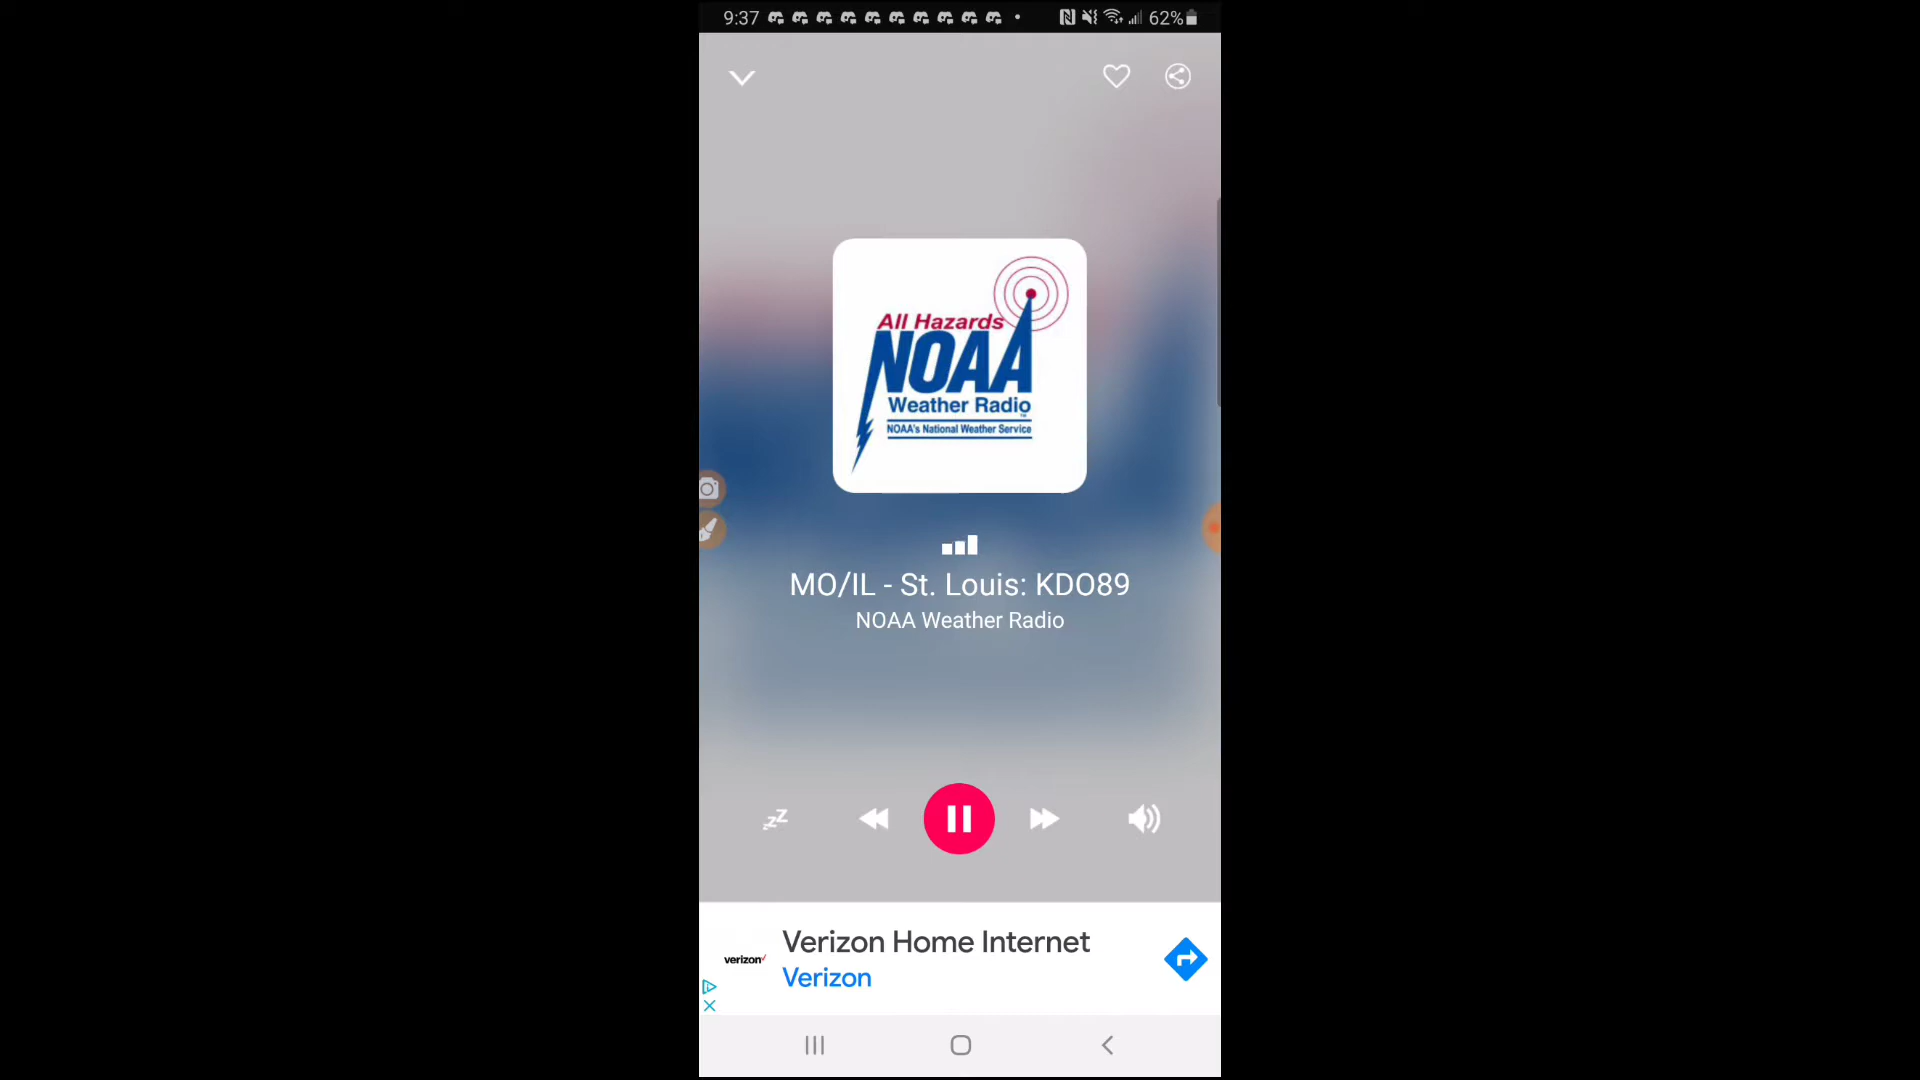 9:37
62%
All Hazards
NOAA
Weather Radio
NOAA's National Weather Service
MO/IL - St. Louis: KDO89
NOAA Weather Radio
zzz
Verizon Home Internet
verizon
Verizon